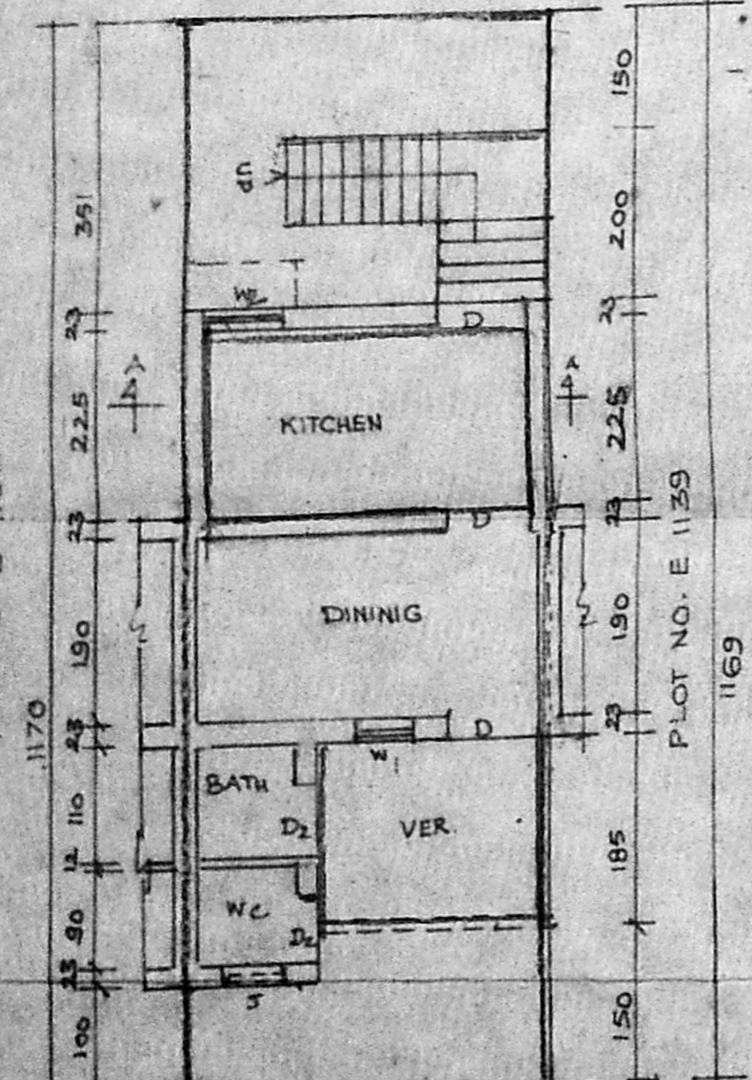 150
UP
351
200
W2
23
D
23
A
A
225
KITCHEN
225
23
D
23
190
DININIG
190
PLOT NO. E 1139
1169
1170
23
D
23
W1
110
BATH
D2
VER.
185
12
90
WC
D2
23
J
100
150